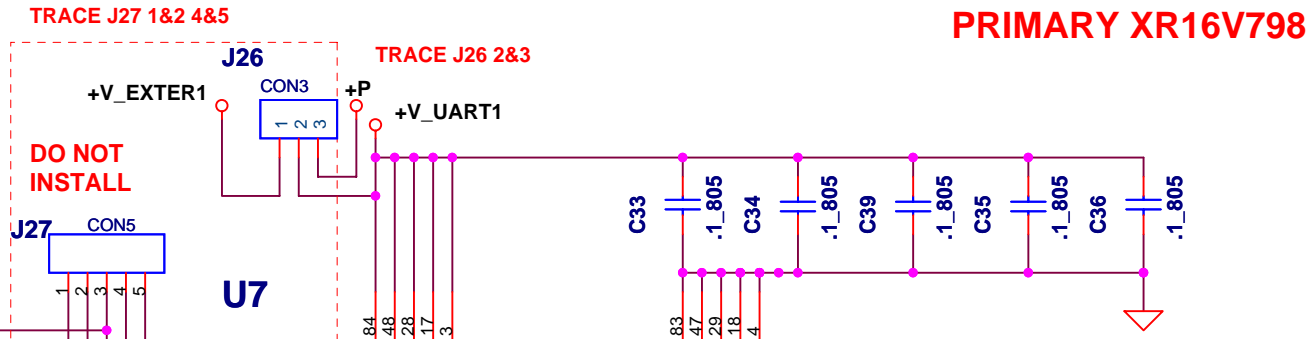 TRACE J27 1&2 4&5
PRIMARY XR16V798
J26
TRACE J26 2&3
CON3
+P
+V_EXTER1
+V_UART1
1
2
3
DO NOT
INSTALL
C33
.1_805
C34
.1_805
C39
.1_805
C35
.1_805
C36
.1_805
J27
CON5
1
2
3
4
5
U7
84
48
28
17
3
83
47
29
18
4